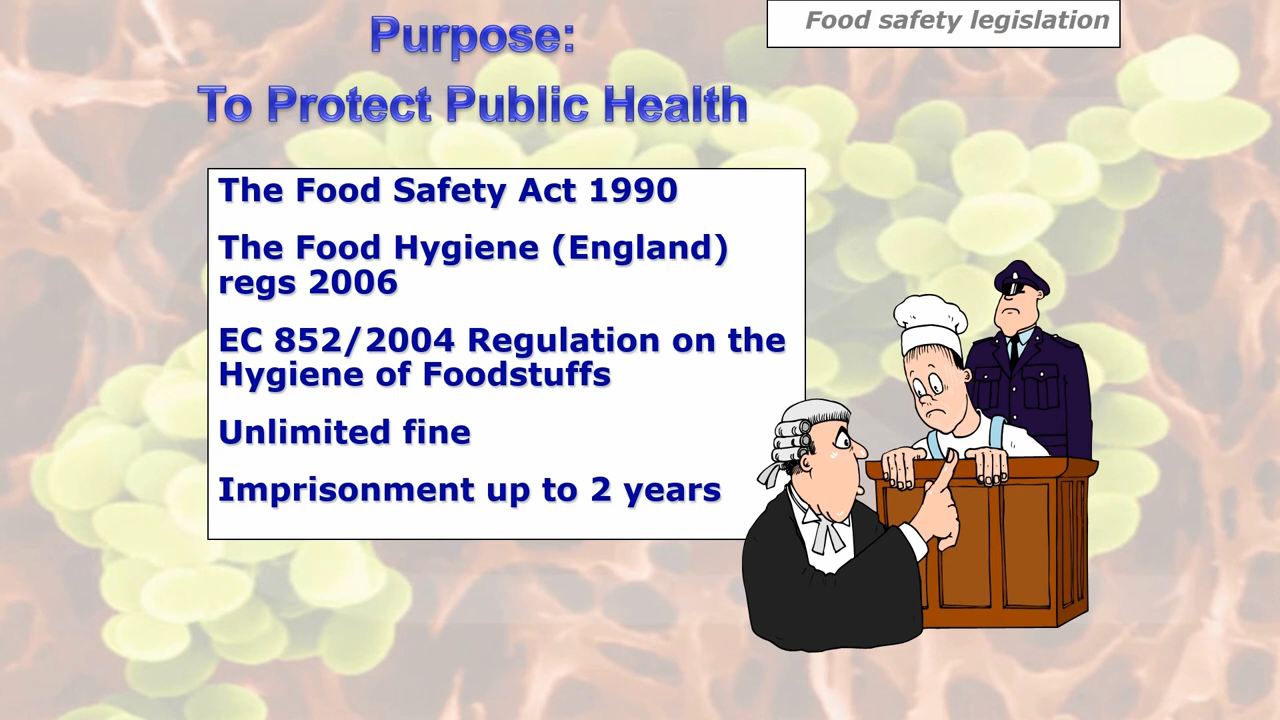 Food safety legislation
Purpose:
To Protect Public Health
The Food Safety Act 1990
The Food Hygiene (England)
regs 2006
EC 852/2004 Regulation on the
Hygiene of Foodstuffs
Unlimited fine
Imprisonment up to 2 years